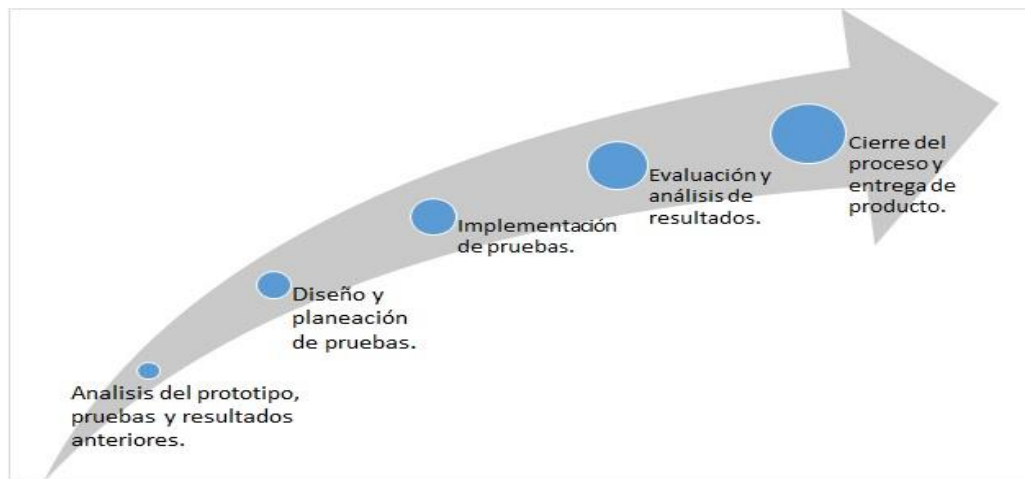 Analisis del prototipo,
pruebas y resultados
anteriores.
Diseño y
planeación
de pruebas.
Implementación
de pruebas.
Evaluación y
análisis de
resultados.
Cierre del
proceso y
entrega de
producto.